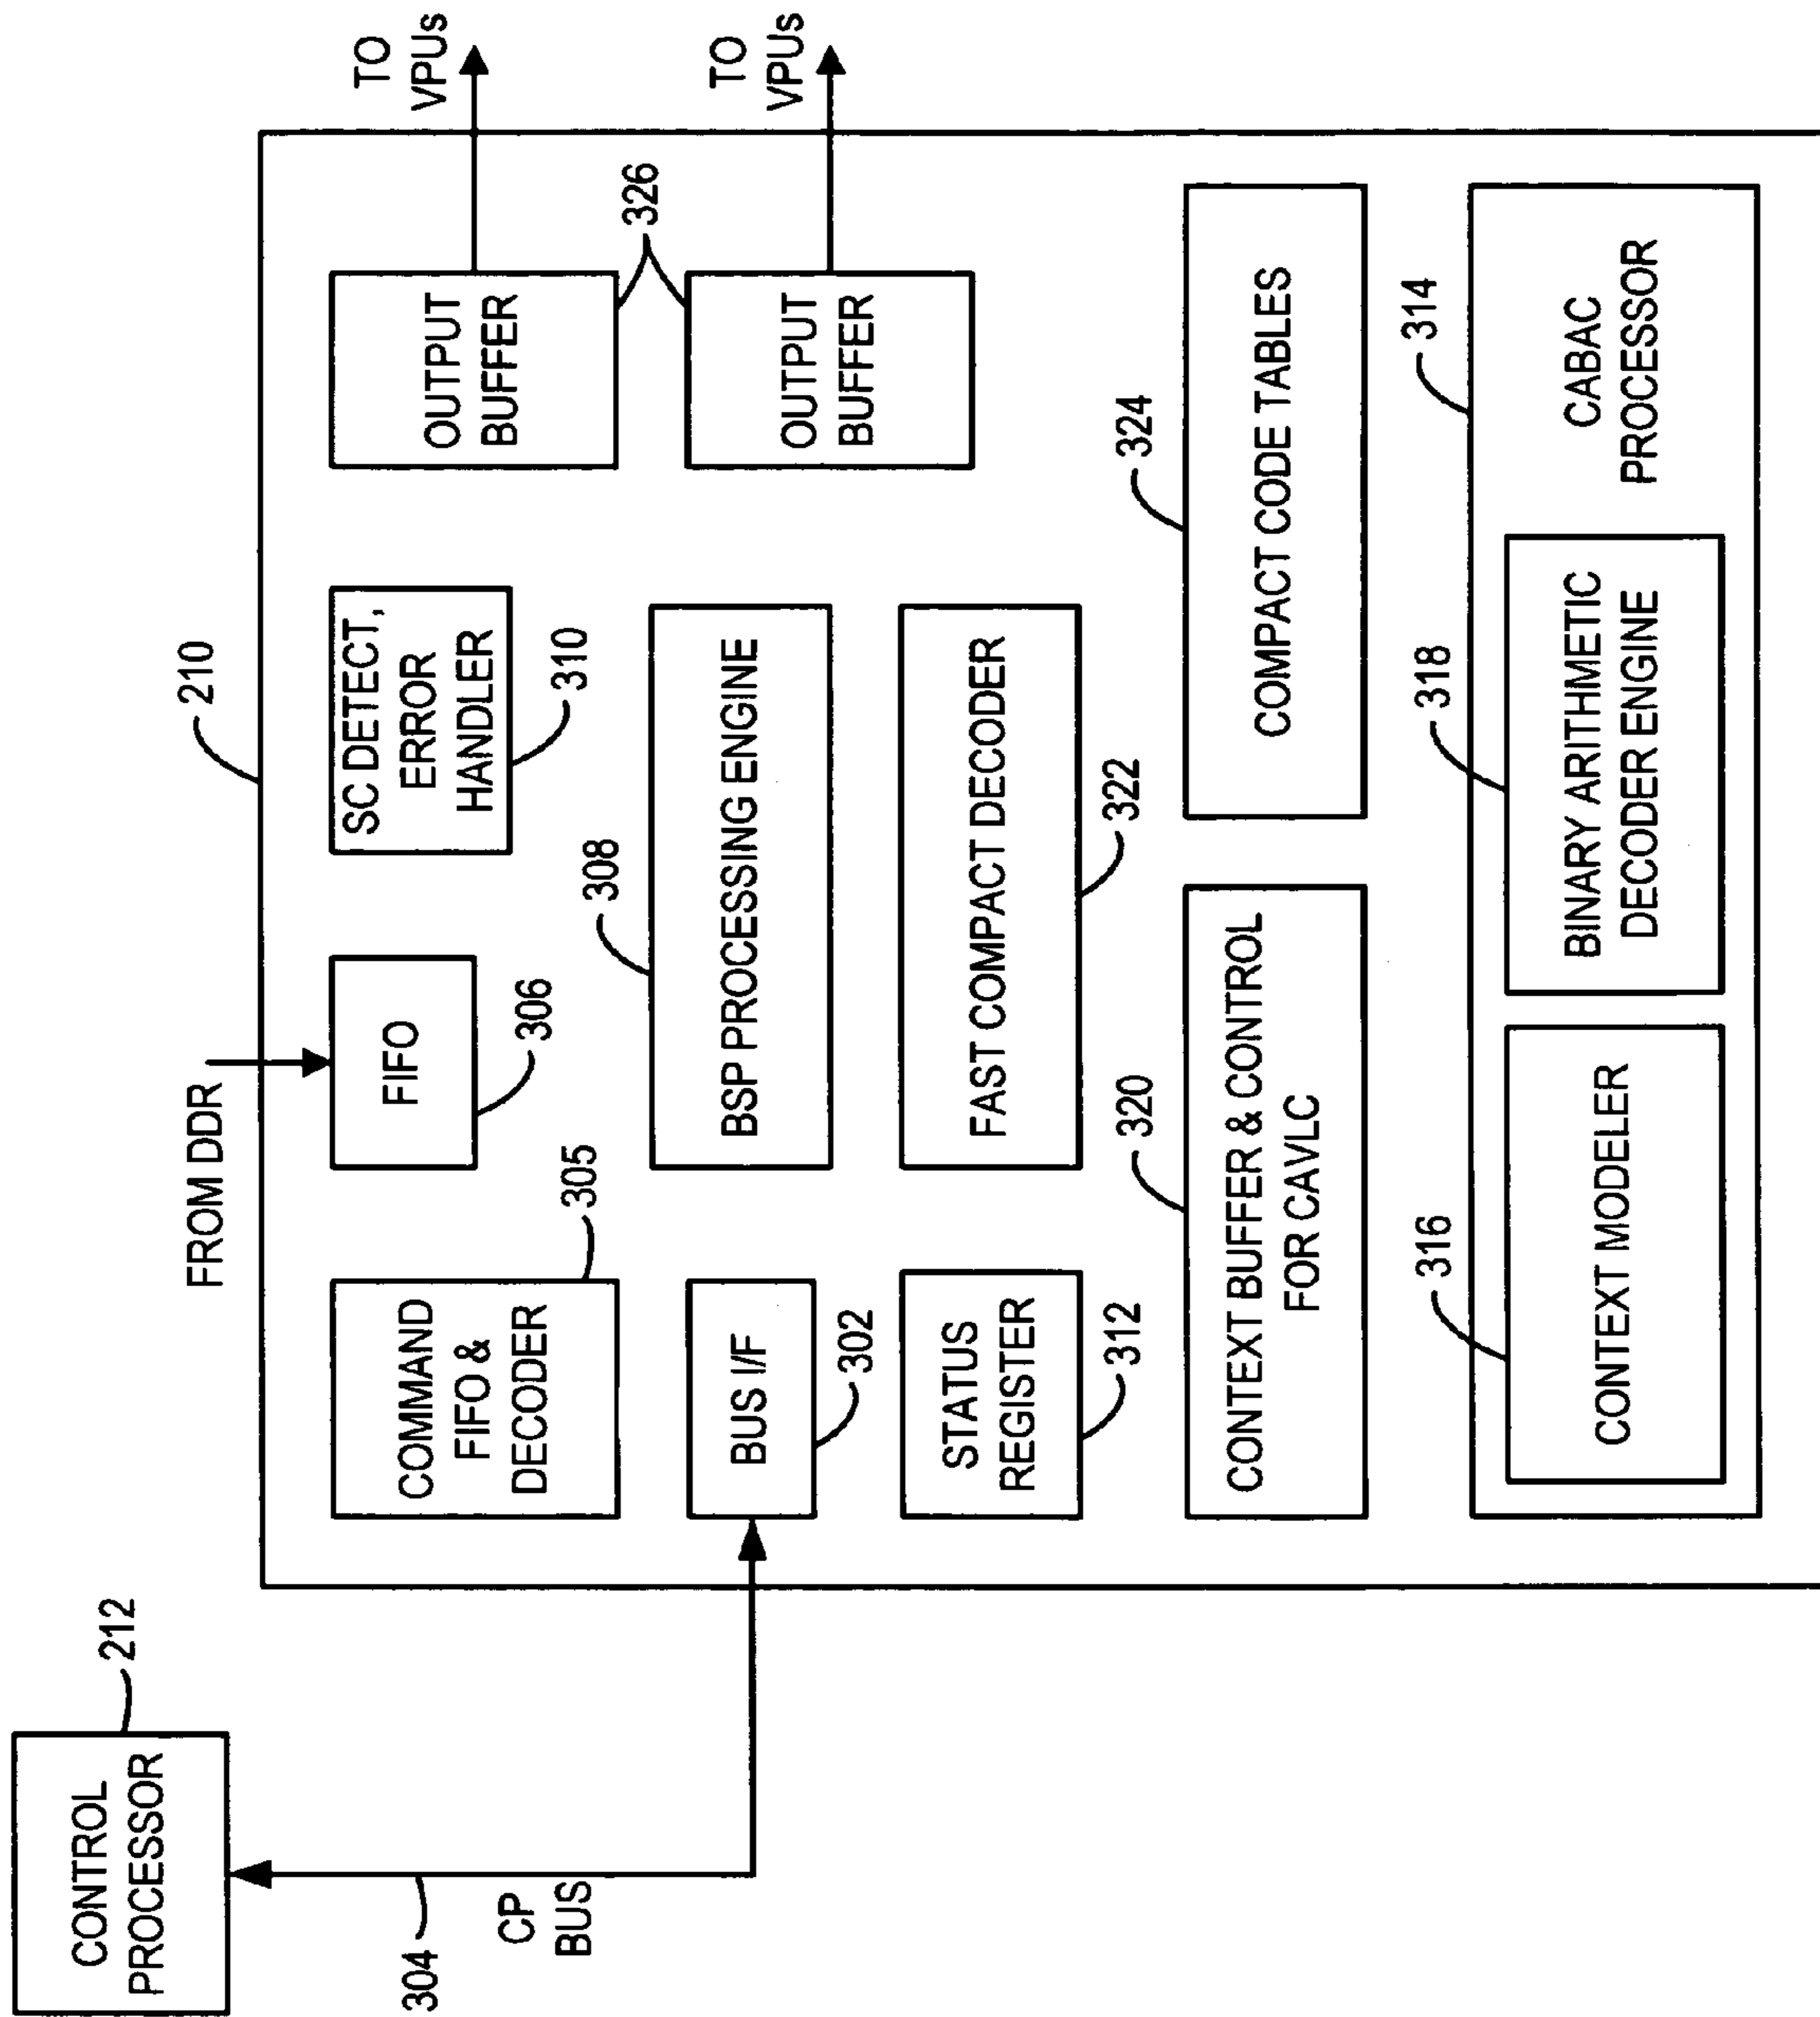 CONTROL
PROCESSOR
212
304
CP
BUS
FROM DDR
210
TO
VPUs
TO
VPUs
COMMAND
FIFO &
DECODER
305
FIFO
306
SC DETECT,
ERROR
HANDLER
310
OUTPUT
BUFFER
326
OUTPUT
BUFFER
BUS I/F
302
308
BSP PROCESSING ENGINE
STATUS
REGISTER
312
FAST COMPACT DECODER
322
320
CONTEXT BUFFER & CONTROL
FOR CAVLC
324
COMPACT CODE TABLES
314
CABAC
PROCESSOR
316
CONTEXT MODELER
318
BINARY ARITHMETIC
DECODER ENGINE